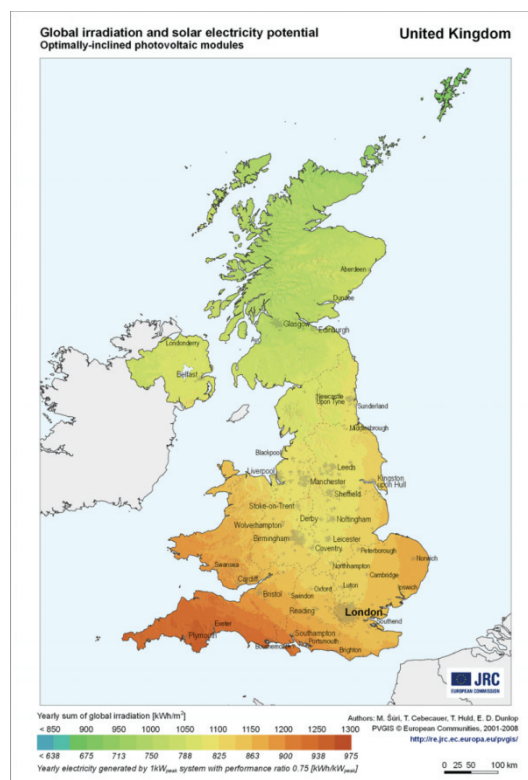 Global irradiation and solar electricity potential
Optimally-inclined photovoltaic modules
United Kingdom
Aberdeen
Dundee
Glasgow
Edinburgh
Londonderry
Belfast
Newcastle
upon Tyne
Sunderland
Middlesbrough
Blackpool
Leeds
Liverpool
Manchester
Kingston
upon Hull
Sheffield
Stoke-on-Trent
Derby
Nottingham
Wolverhampton
Birmingham
Leicester
Coventry
Peterborough
Norwich
Northhampton
Cambridge
Ipswich
Swansea
Cardiff
Oxford
Luton
Bristol
Swindon
London
Reading
Southend
Exeter
Southampton
Plymouth
Portsmouth
Bournemouth
Brighton
JRC
EUROPEAN COMMISSION
Yearly sum of global irradiation [kWh/m²]
< 850 900 950 1000 1050 1100 1150 1200 1250 1300
< 638 675 713 750 788 825 863 900 938 975
Yearly electricity generated by 1kWpeak system with performance ratio 0.75 [kWh/kWpeak]
Authors: M. Šúri, T. Cebecauer, T. Huld, E. D. Dunlop
PVGIS © European Communities, 2001-2008
http://re.jrc.ec.europa.eu/pvgis/
0 25 50 100 km